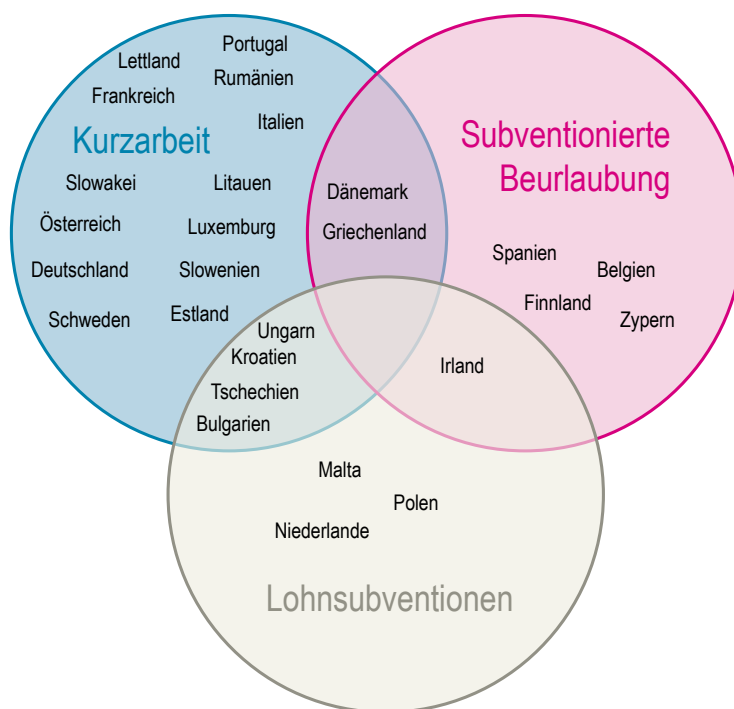 Portugal
Lettland
Rumänien
Frankreich
Italien
Kurzarbeit
Slowakei
Litauen
Österreich
Luxemburg
Deutschland
Slowenien
Schweden
Estland
Dänemark
Griechenland
Subventionierte
Beurlaubung
Spanien
Belgien
Finnland
Zypern
Ungarn
Kroatien
Tschechien
Bulgarien
Irland
Malta
Polen
Niederlande
Lohnsubventionen